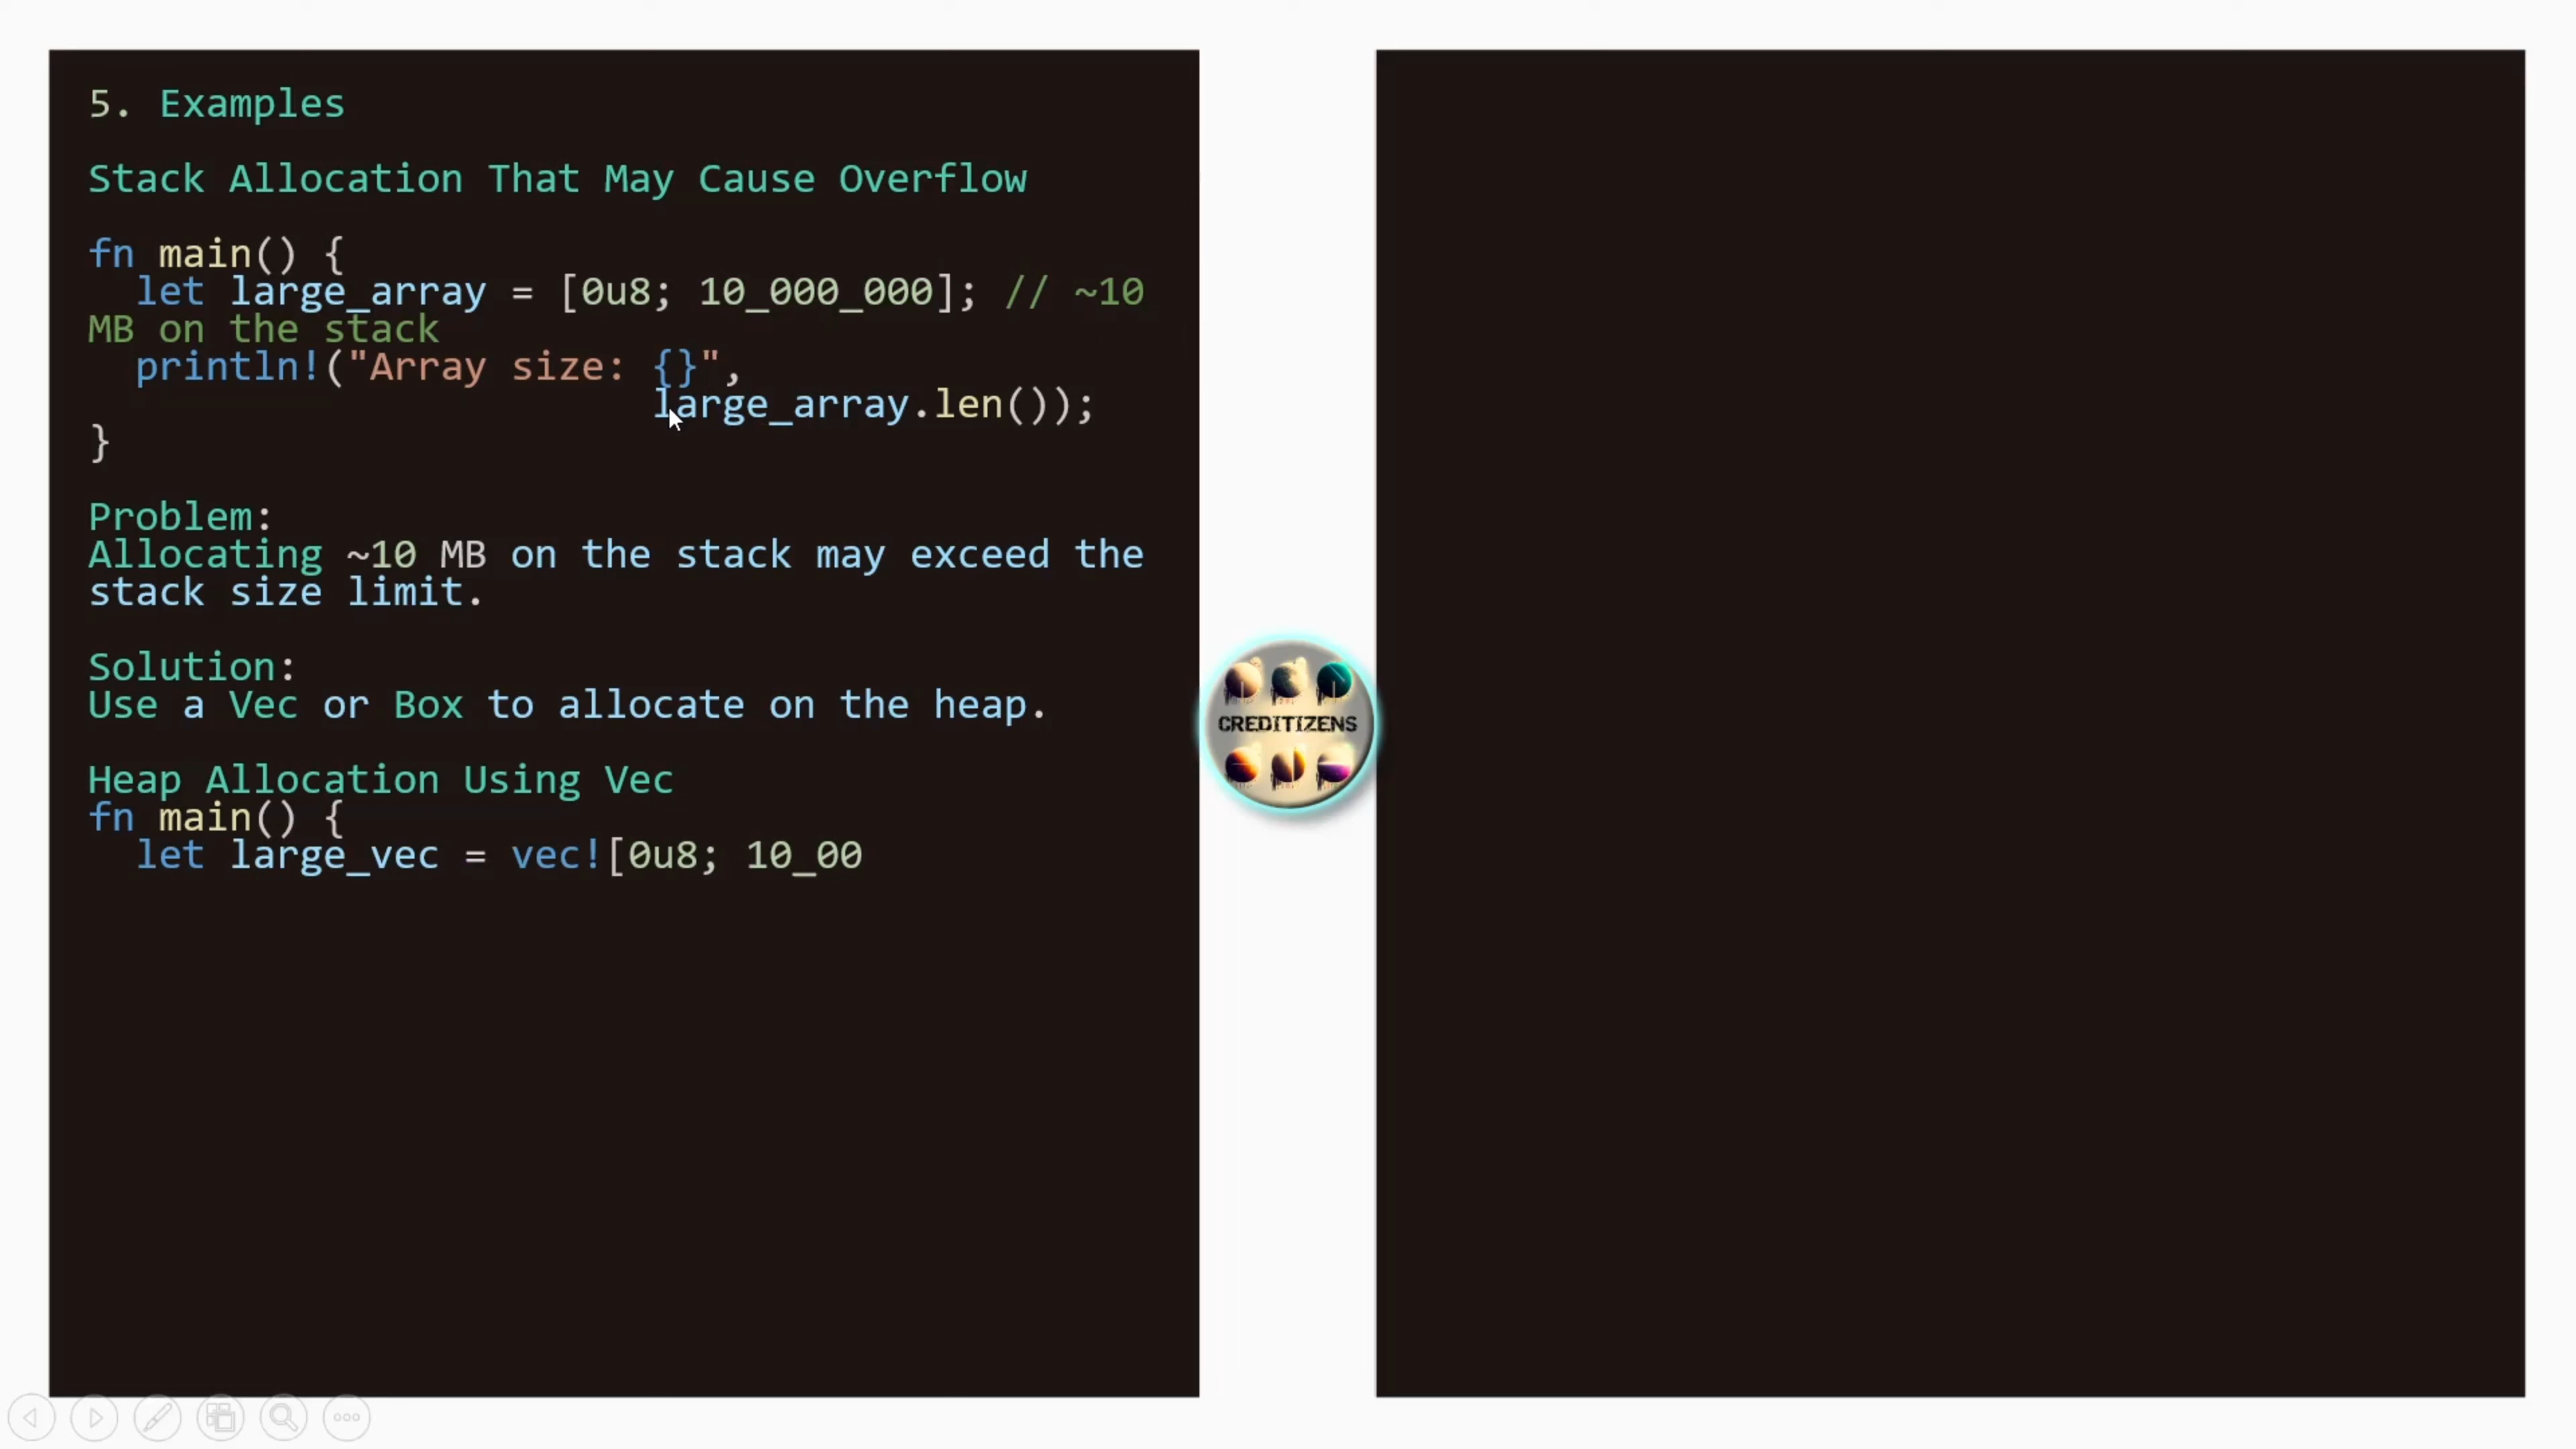 5. Examples
Stack Allocation That May Cause Overflow
fn main() {
  let large_array = [0u8; 10_000_000]; // ~10
MB on the stack
  println!("Array size: {}",
                        large_array.len());
}
Problem:
Allocating ~10 MB on the stack may exceed the
stack size limit.
Solution:
Use a Vec or Box to allocate on the heap.
Heap Allocation Using Vec
fn main() {
  let large_vec = vec![0u8; 10_00
CREDITIZENS